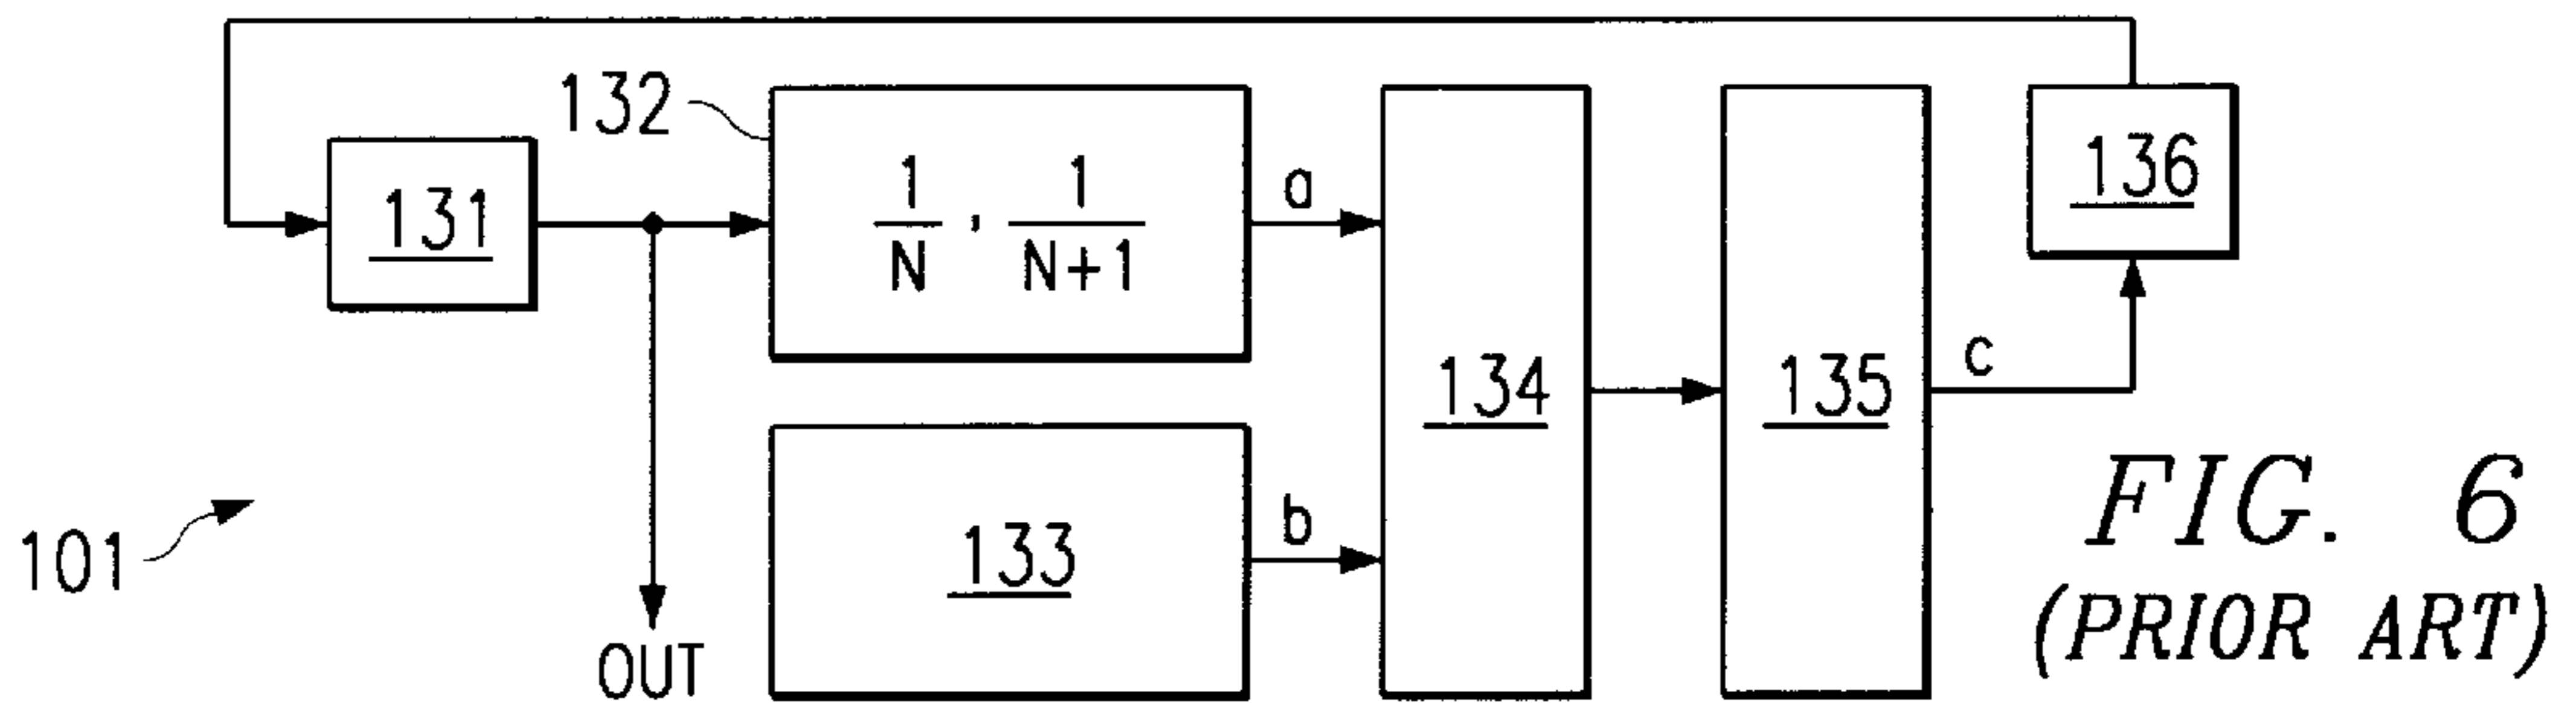 132
131
1/N , 1/N+1
a
136
134
135
c
133
b
101
OUT
FIG. 6
(PRIOR ART)